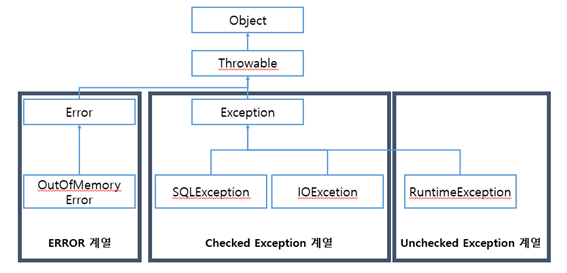 Object
Throwable
Error
Exception
OutOfMemory
Error
SQLException
IOExcetion
RuntimeException
ERROR 계열
Checked Exception 계열
Unchecked Exception 계열